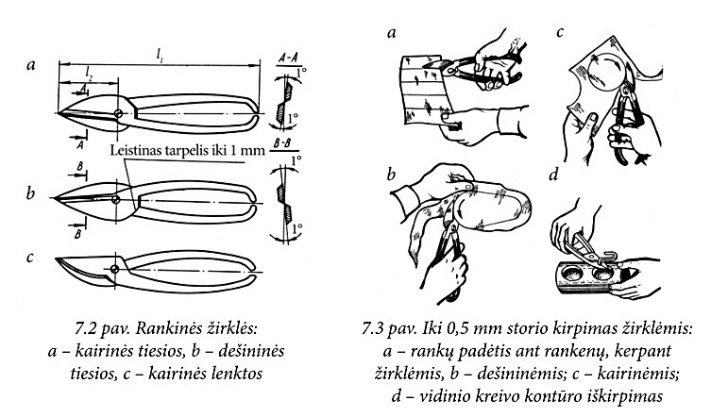 a
l₁
l₂
A-A
1°
A
A
1°
Leistinas tarpelis iki 1 mm
B-B
1°
b
B
B
1°
c
7.2 pav. Rankinės žirklės:
a – kairinės tiesios, b – dešininės
tiesios, c – kairinės lenktos
a
c
b
d
7.3 pav. Iki 0,5 mm storio kirpimas žirklėmis:
a – rankų padėtis ant rankenų, kerpant
žirklėmis, b – dešininėmis; c – kairinėmis;
d – vidinio kreivo kontūro iškirpimas